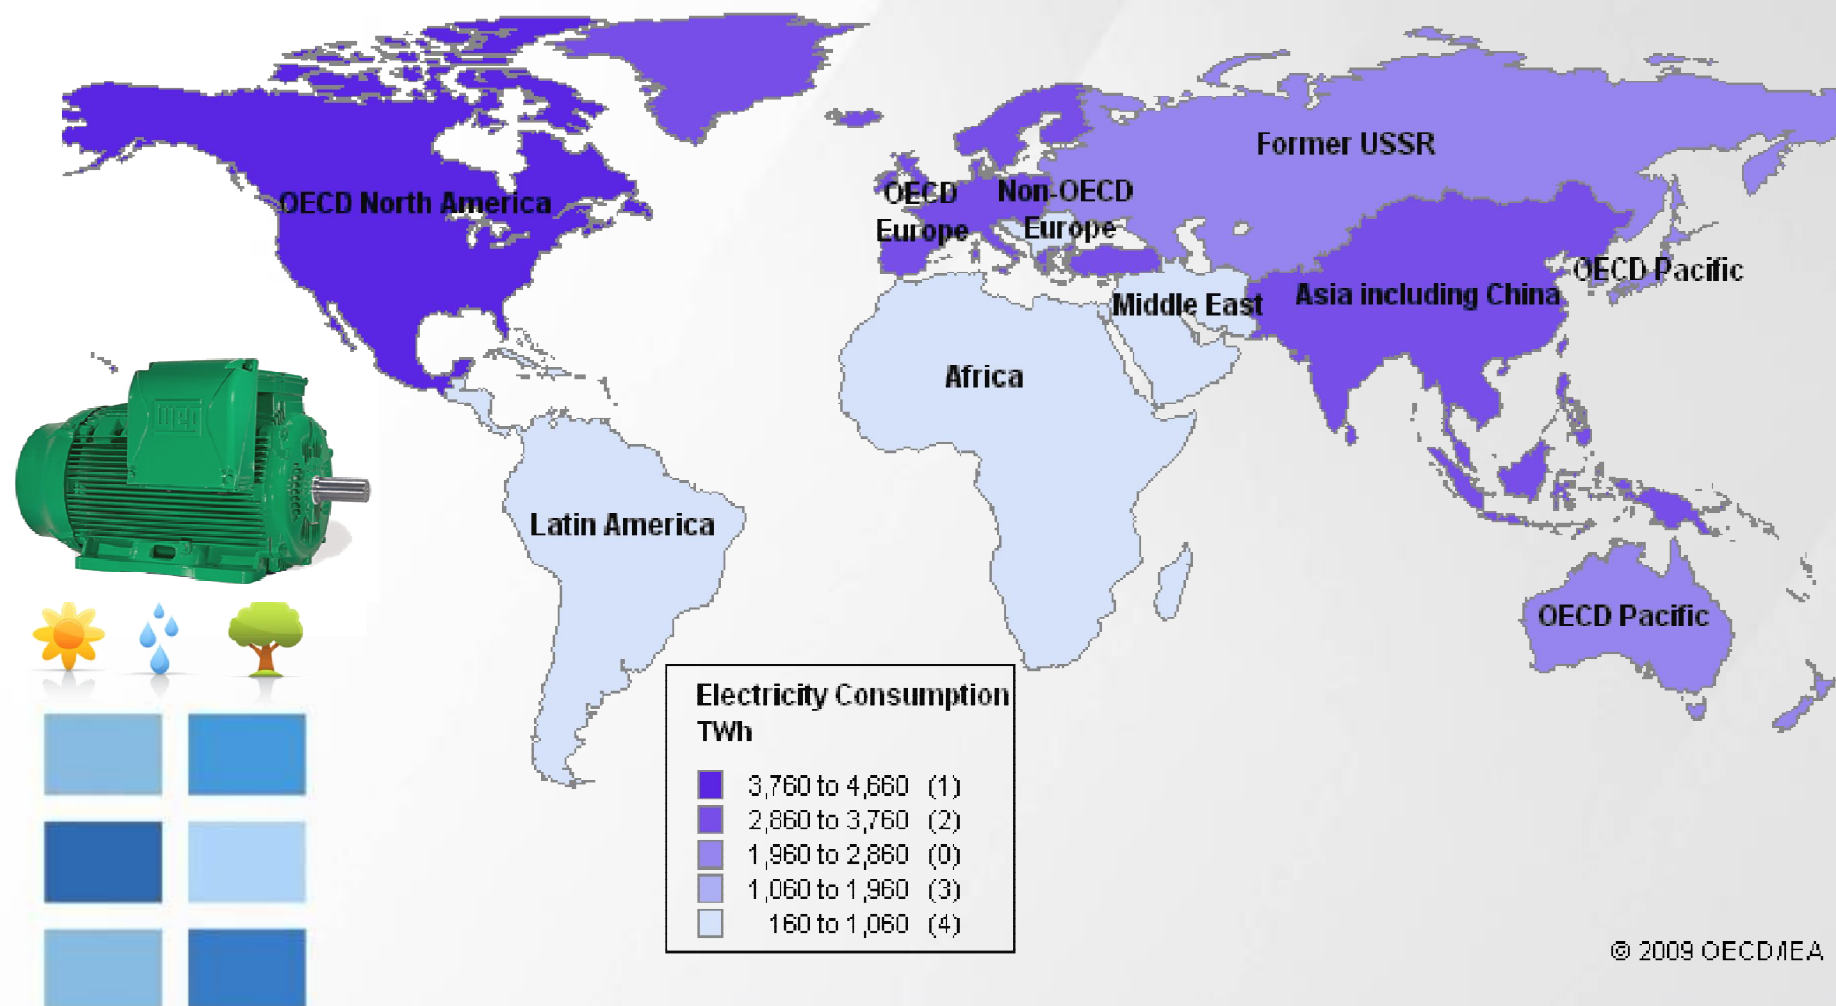 OECD North America
OECD
Europe
Non-OECD
Europe
Former USSR
OECD Pacific
Asia including China
Middle East
Africa
Latin America
OECD Pacific
WEG
Electricity Consumption
TWh
3,760 to 4,660 (1)
2,860 to 3,760 (2)
1,960 to 2,860 (0)
1,060 to 1,960 (3)
160 to 1,060 (4)
© 2009 OECD/IEA